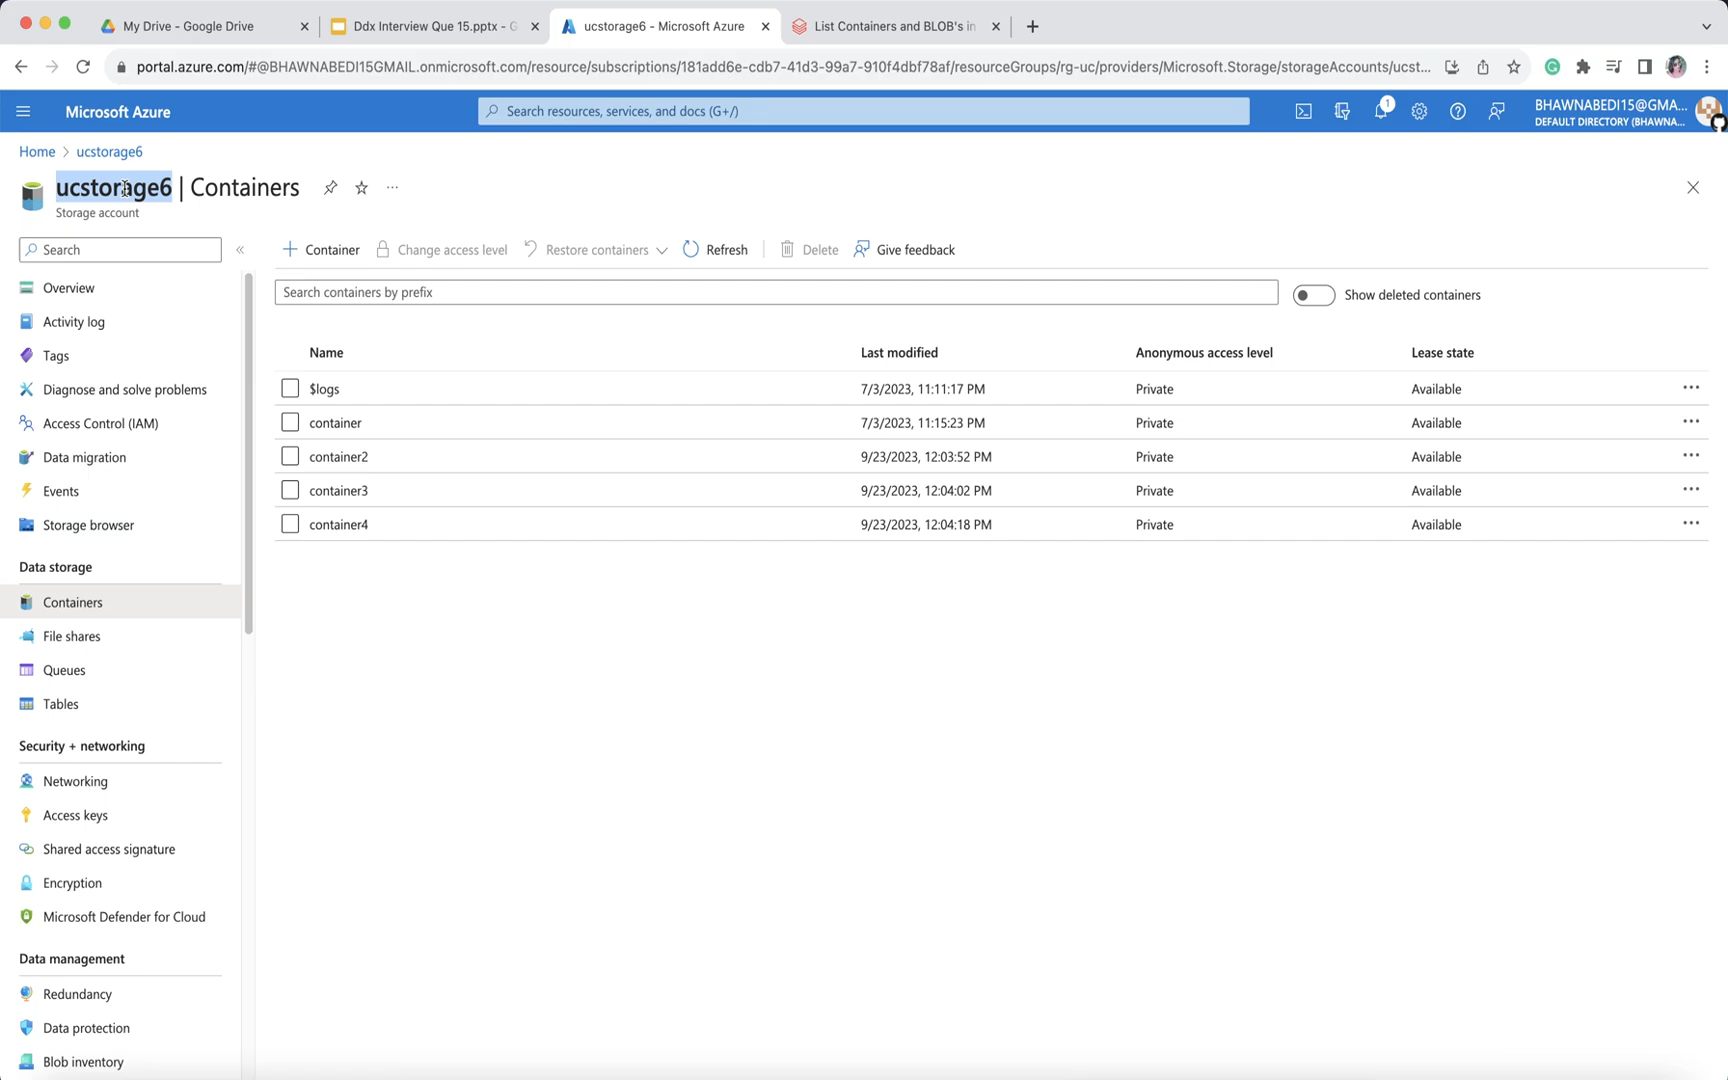 My Drive - Google Drive
Ddx Interview Que 15.pptx - G
ucstorage6 - Microsoft Azure
List Containers and BLOB's in
portal.azure.com/#@BHAWNABEDI15GMAIL.onmicrosoft.com/resource/subscriptions/181add6e-cdb7-41d3-99a7-910f4dbf78af/resourceGroups/rg-uc/providers/Microsoft.Storage/storageAccounts/ucst...
Microsoft Azure
Search resources, services, and docs (G+/)
1
BHAWNABEDI15@GMA...
DEFAULT DIRECTORY (BHAWNA...
Home > ucstorage6
ucstorage6 | Containers
Storage account
Search
Container
Change access level
Restore containers
Refresh
Delete
Give feedback
Search containers by prefix
Show deleted containers
Name Last modified Anonymous access level Lease state
$logs 7/3/2023, 11:11:17 PM Private Available
container 7/3/2023, 11:15:23 PM Private Available
container2 9/23/2023, 12:03:52 PM Private Available
container3 9/23/2023, 12:04:02 PM Private Available
container4 9/23/2023, 12:04:18 PM Private Available
Overview
Activity log
Tags
Diagnose and solve problems
Access Control (IAM)
Data migration
Events
Storage browser
Data storage
Containers
File shares
Queues
Tables
Security + networking
Networking
Access keys
Shared access signature
Encryption
Microsoft Defender for Cloud
Data management
Redundancy
Data protection
Blob inventory